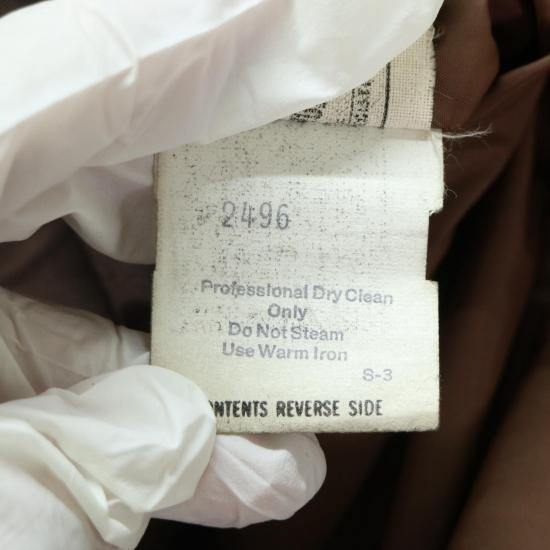 2496
Professional Dry Clean
Only
Do Not Steam
Use Warm Iron
S-3
ONTENTS REVERSE SIDE